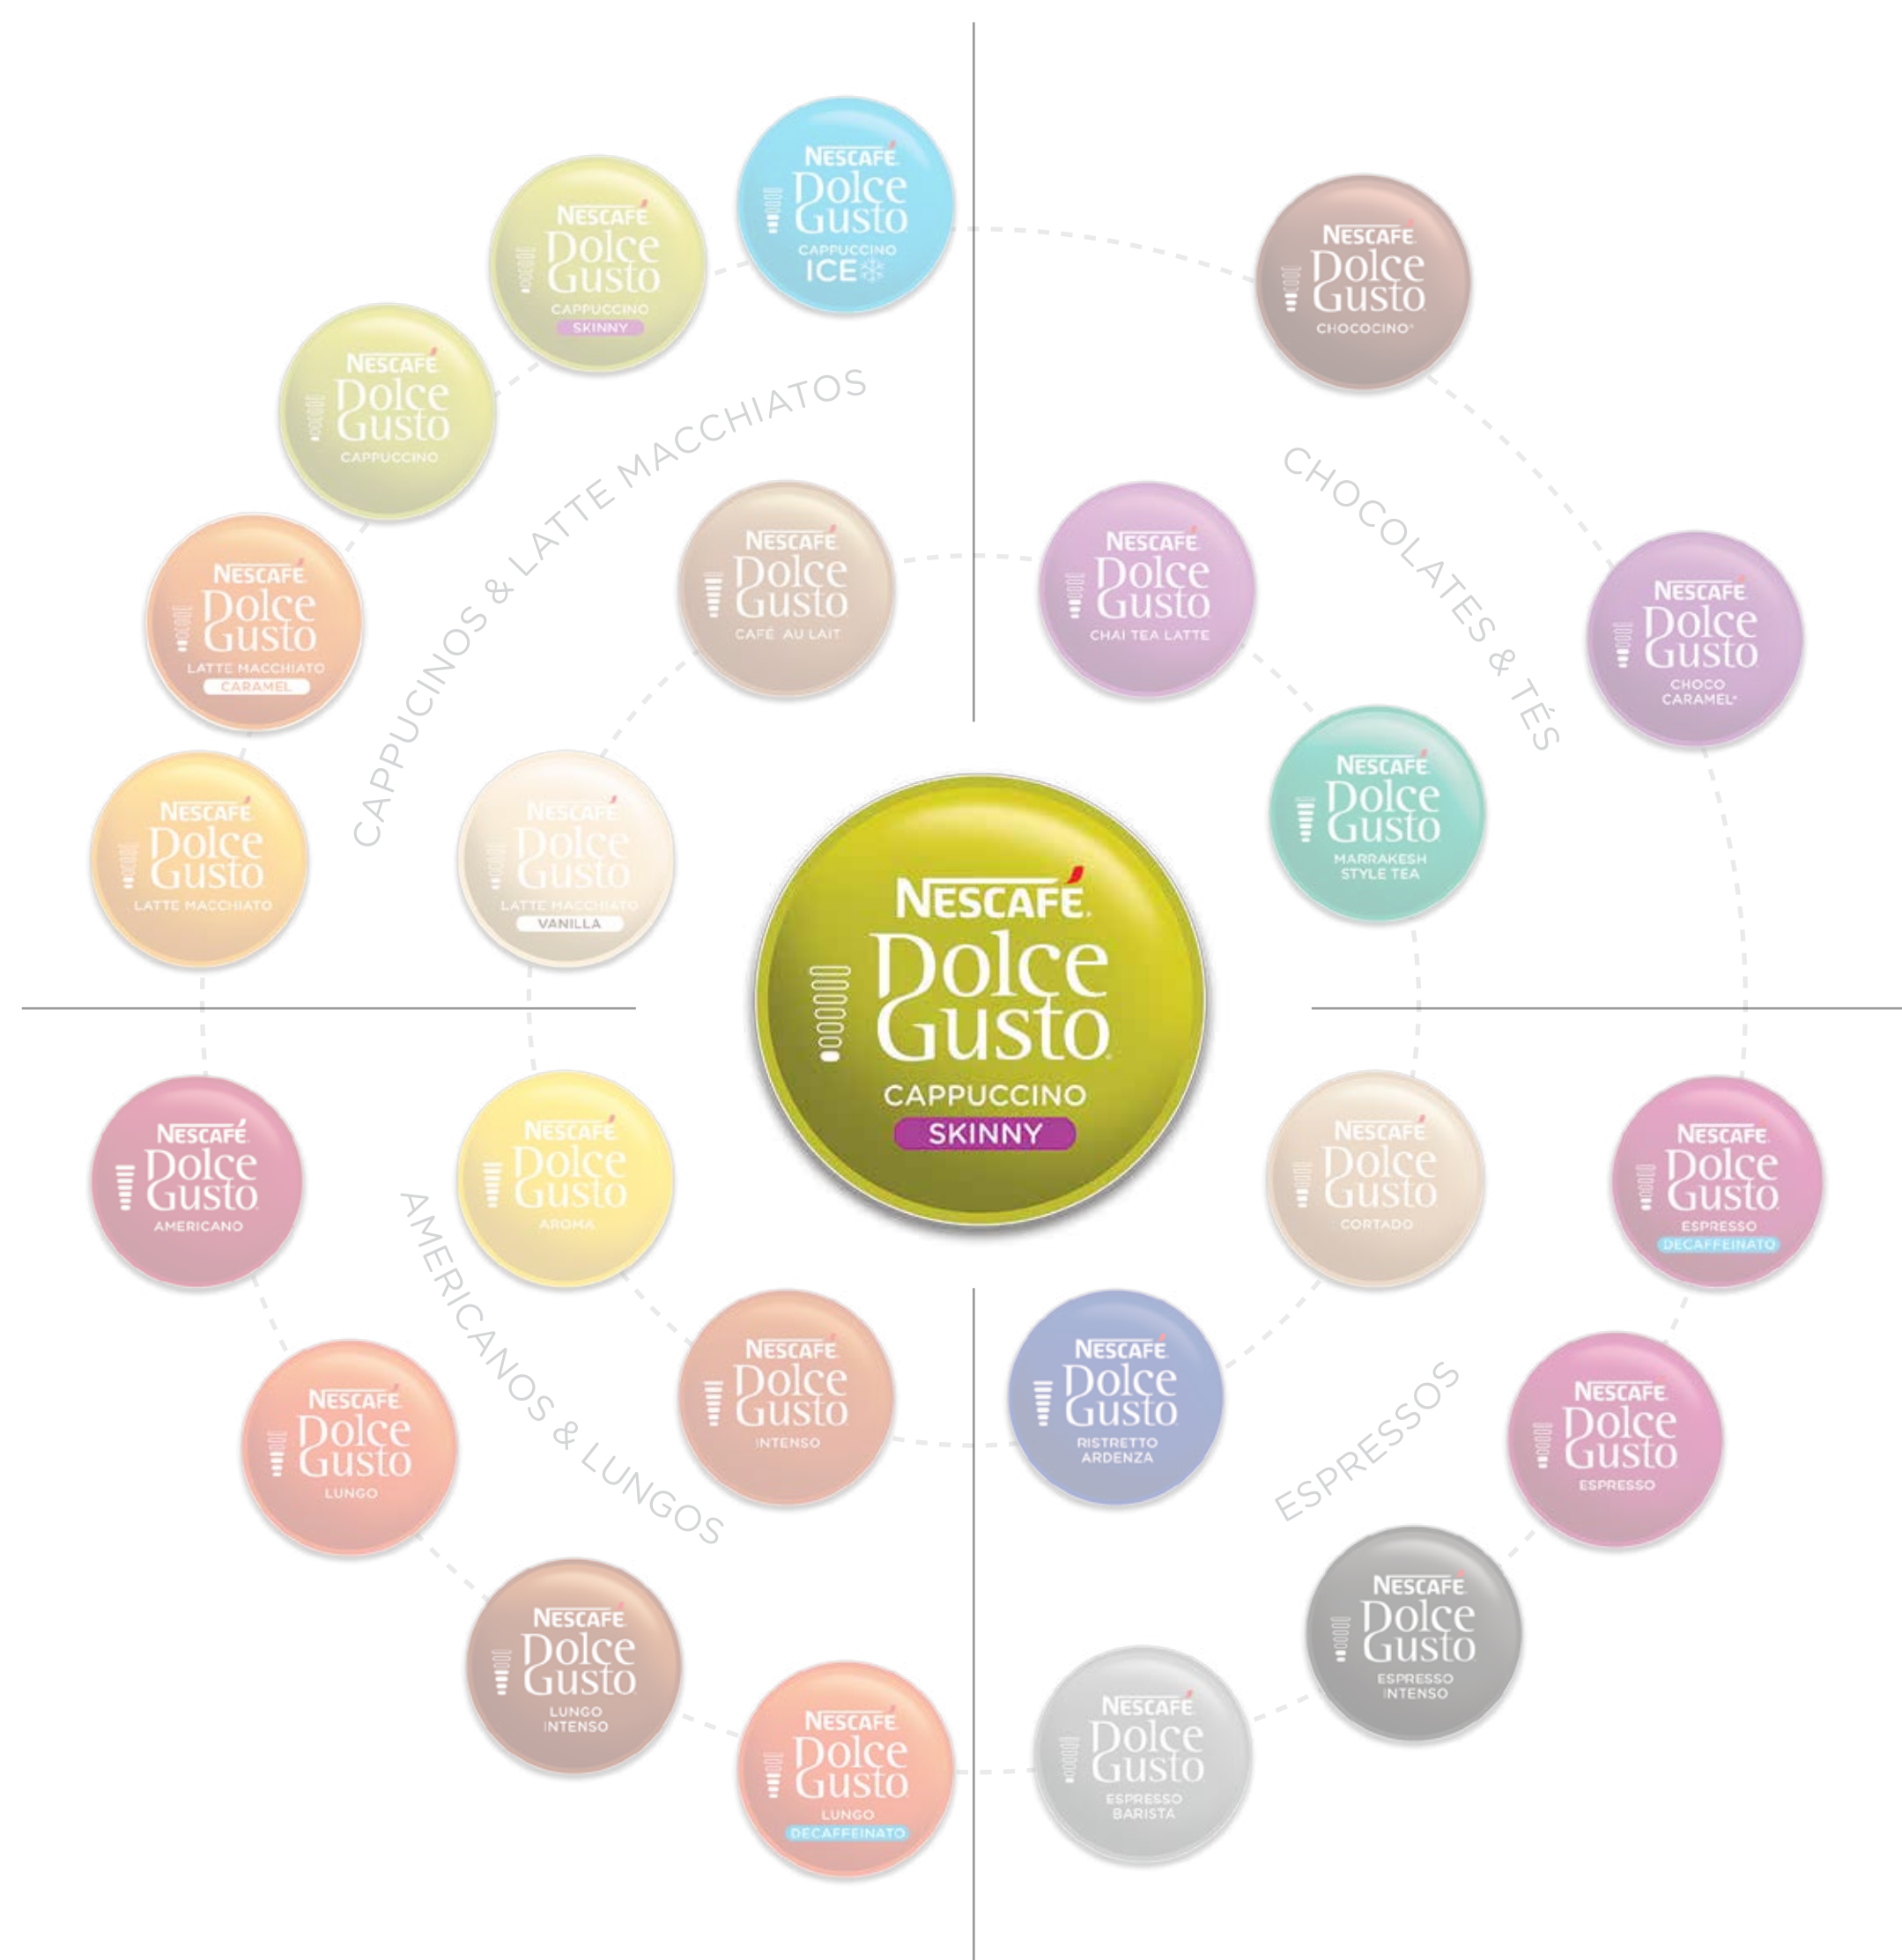 NESCAFÉ
Dolce
Gusto
CAPPUCCINO
ICE
NESCAFÉ
Dolce
Gusto
CAPPUCCINO
SKINNY
NESCAFÉ
Dolce
Gusto
CAPPUCCINO
NESCAFÉ
Dolce
Gusto
LATTE MACCHIATO
CARAMEL
NESCAFÉ
Dolce
Gusto
LATTE MACCHIATO
CAPPUCINOS & LATTE MACCHIATOS
NESCAFÉ
Dolce
Gusto
CAFÉ AU LAIT
NESCAFÉ
Dolce
Gusto
LATTE MACCHIATO
VANILLA
NESCAFÉ
Dolce
Gusto
CHOCOCINO*
NESCAFÉ
Dolce
Gusto
CHOCO
CARAMEL*
CHOCOLATES & TÉS
NESCAFÉ
Dolce
Gusto
CHAI TEA LATTE
NESCAFÉ
Dolce
Gusto
MARRAKESH
STYLE TEA
NESCAFÉ.
Dolce
Gusto
CAPPUCCINO
SKINNY
NESCAFÉ
Dolce
Gusto
AMERICANO
NESCAFÉ
Dolce
Gusto
AROMA
AMERICANOS & LUNGOS
NESCAFÉ
Dolce
Gusto
LUNGO
NESCAFÉ
Dolce
Gusto
INTENSO
NESCAFÉ
Dolce
Gusto
LUNGO
INTENSO
NESCAFÉ
Dolce
Gusto
LUNGO
DECAFFEINATO
NESCAFÉ
Dolce
Gusto
CORTADO
NESCAFÉ
Dolce
Gusto
ESPRESSO
DECAFFEINATO
NESCAFÉ
Dolce
Gusto
RISTRETTO
ARDENZA
ESPRESSOS
NESCAFÉ
Dolce
Gusto
ESPRESSO
NESCAFÉ
Dolce
Gusto
ESPRESSO
INTENSO
NESCAFÉ
Dolce
Gusto
ESPRESSO
BARISTA